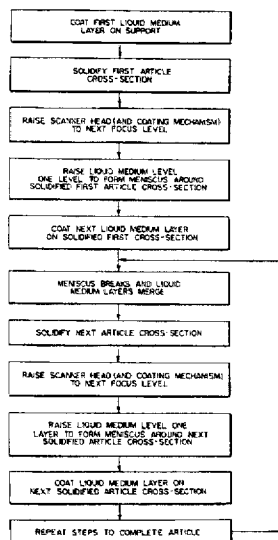 COAT FIRST LIQUID MEDIUM
LAYER ON SUPPORT
SOLIDIFY FIRST ARTICLE
CROSS-SECTION
RAISE SCANNER HEAD (AND COATING MECHANISM)
TO NEXT FOCUS LEVEL
RAISE LIQUID MEDIUM LEVEL
ONE LEVEL TO FORM MENISCUS AROUND
SOLIDIFIED FIRST ARTICLE CROSS-SECTION
COAT NEXT LIQUID MEDIUM LAYER
ON SOLIDIFIED FIRST CROSS-SECTION
MENISCUS BREAKS AND LIQUID
MEDIUM LAYERS MERGE
SOLIDIFY NEXT ARTICLE CROSS-SECTION
RAISE SCANNER HEAD (AND COATING MECHANISM)
TO NEXT FOCUS LEVEL
RAISE LIQUID MEDIUM LEVEL ONE
LAYER TO FORM MENISCUS AROUND NEXT
SOLIDIFIED ARTICLE CROSS-SECTION
COAT LIQUID MEDIUM LAYER ON
NEXT SOLIDIFIED ARTICLE CROSS-SECTION
REPEAT STEPS TO COMPLETE ARTICLE